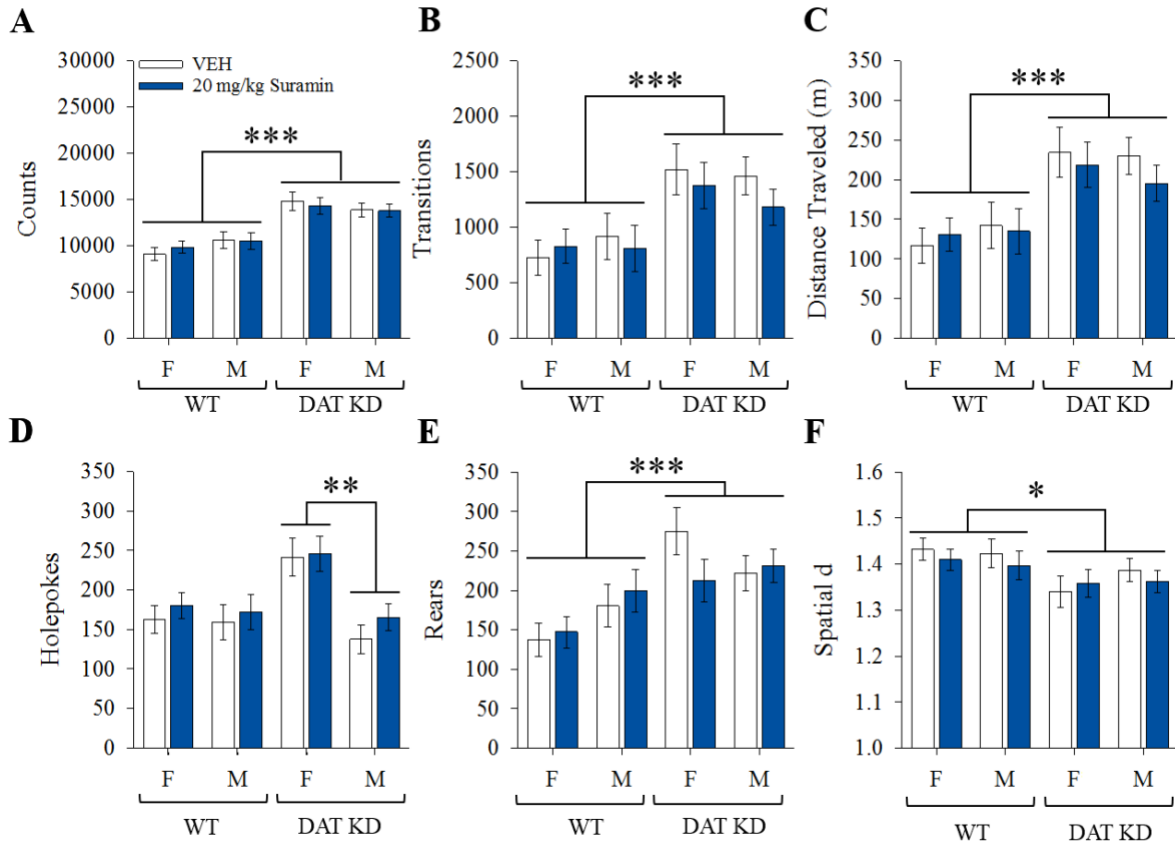 A
Counts
30000
25000
20000
15000
10000
5000
0
VEH
20 mg/kg Suramin
***
F M F M
WT DAT KD
B
Transitions
2500
2000
1500
1000
500
0
***
F M F M
WT DAT KD
C
Distance Traveled (m)
350
300
250
200
150
100
50
0
***
F M F M
WT DAT KD
D
Holepokes
350
300
250
200
150
100
50
0
**
F M F M
WT DAT KD
E
Rears
350
300
250
200
150
100
50
0
***
F M F M
WT DAT KD
F
Spatial d
1.6
1.5
1.4
1.3
1.2
1.1
1.0
*
F M F M
WT DAT KD